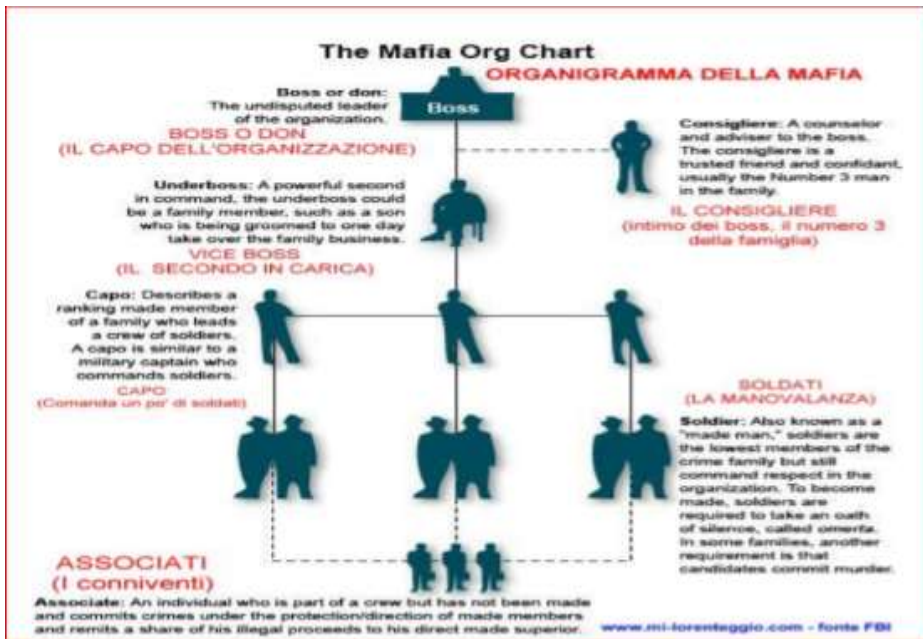 The Mafia Org Chart
ORGANIGRAMMA DELLA MAFIA
Boss or don:
The undisputed leader
of the organization.
Boss
BOSS O DON
(IL CAPO DELL'ORGANIZZAZIONE)
Consigliere: A counselor
and adviser to the boss.
The consigliere is a
trusted friend and confidant,
usually the Number 3 man
in the family.
IL CONSIGLIERE
(intimo dei boss, il numero 3
della famiglia)
Underboss: A powerful second
in command, the underboss could
be a family member, such as a son
who is being groomed to one day
take over the family business.
VICE BOSS
(IL SECONDO IN CARICA)
Capo: Describes a
ranking made member
of a family who leads
a crew of soldiers.
A capo is similar to a
military captain who
commands soldiers.
CAPO
(Comanda un po' di soldati)
SOLDATI
(LA MANOVALANZA)
Soldier: Also known as a
"made man," soldiers are
the lowest members of the
crime family but still
command respect in the
organization. To become
made, soldiers are
required to take an oath
of silence, called omerta.
In some families, another
requirement is that
candidates commit murder.
ASSOCIATI
(I conniventi)
Associate: An individual who is part of a crew but has not been made
and commits crimes under the protection/direction of made members
and remits a share of his illegal proceeds to his direct made superior.
www.mi-lorenteggio.com - fonte FBI